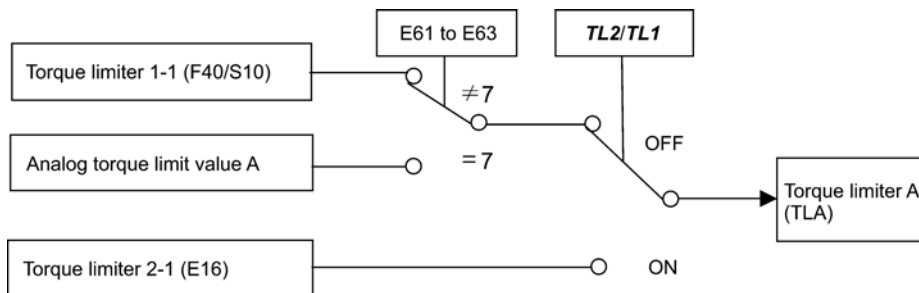 E61 to E63
TL2/TL1
Torque limiter 1-1 (F40/S10)
≠7
OFF
Analog torque limit value A
=7
Torque limiter A
(TLA)
Torque limiter 2-1 (E16)
ON